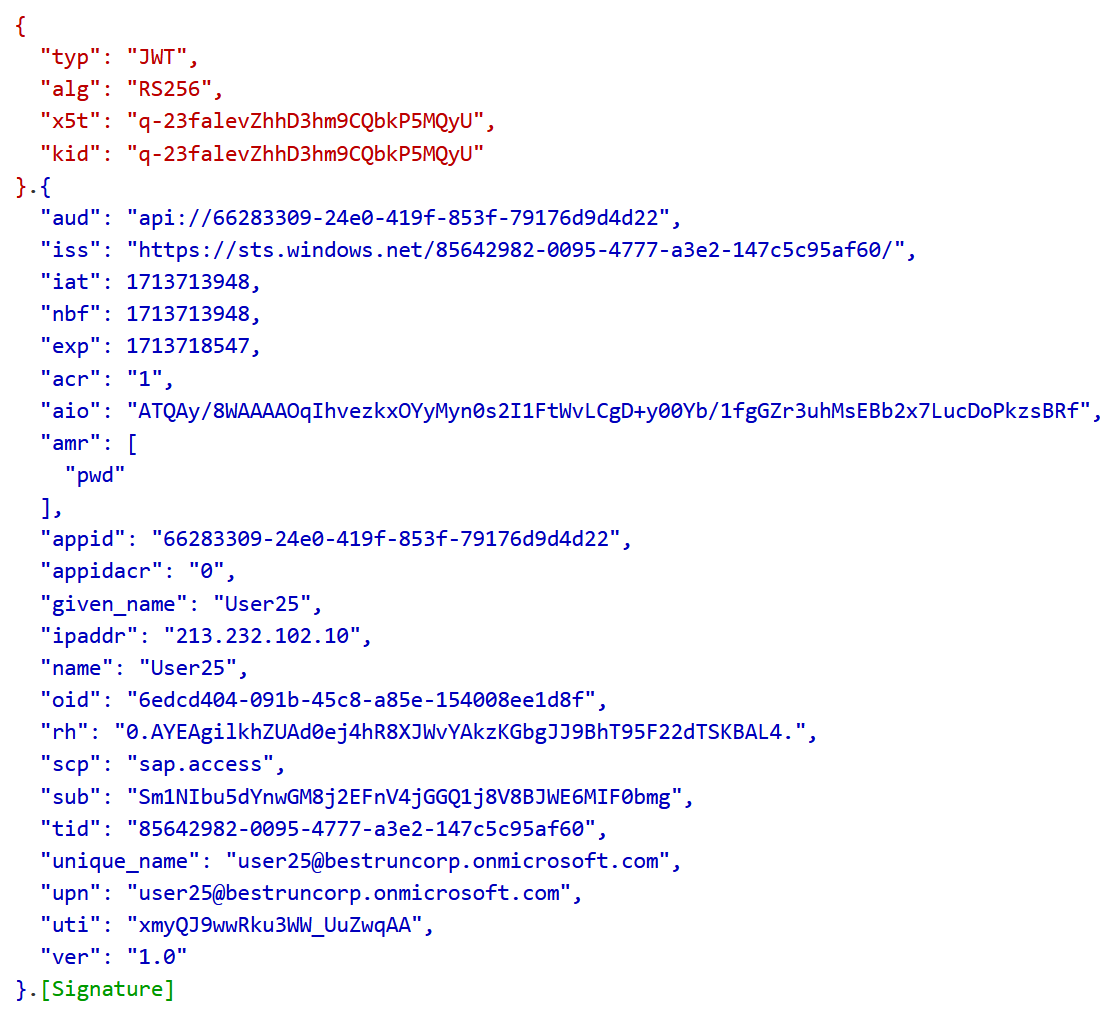 {
  "typ": "JWT",
  "alg": "RS256",
  "x5t": "q-23falevZhhD3hm9CQbkP5MQyU",
  "kid": "q-23falevZhhD3hm9CQbkP5MQyU"
}.{
  "aud": "api://66283309-24e0-419f-853f-79176d9d4d22",
  "iss": "https://sts.windows.net/85642982-0095-4777-a3e2-147c5c95af60/",
  "iat": 1713713948,
  "nbf": 1713713948,
  "exp": 1713718547,
  "acr": "1",
  "aio": "ATQAy/8WAAAAOqIhvezkxOYyMyn0s2I1FtWvLCgD+y00Yb/1fgGZr3uhMsEBb2x7LucDoPkzsBRf",
  "amr": [
    "pwd"
  ],
  "appid": "66283309-24e0-419f-853f-79176d9d4d22",
  "appidacr": "0",
  "given_name": "User25",
  "ipaddr": "213.232.102.10",
  "name": "User25",
  "oid": "6edcd404-091b-45c8-a85e-154008ee1d8f",
  "rh": "0.AYEAgilkhZUAd0ej4hR8XJWvYAkzKGbgJJ9BhT95F22dTSKBAL4.",
  "scp": "sap.access",
  "sub": "Sm1NIbu5dYnwGM8j2EFnV4jGGQ1j8V8BJWE6MIF0bmg",
  "tid": "85642982-0095-4777-a3e2-147c5c95af60",
  "unique_name": "user25@bestruncorp.onmicrosoft.com",
  "upn": "user25@bestruncorp.onmicrosoft.com",
  "uti": "xmyQJ9wwRku3WW_UuZwqAA",
  "ver": "1.0"
}.[Signature]